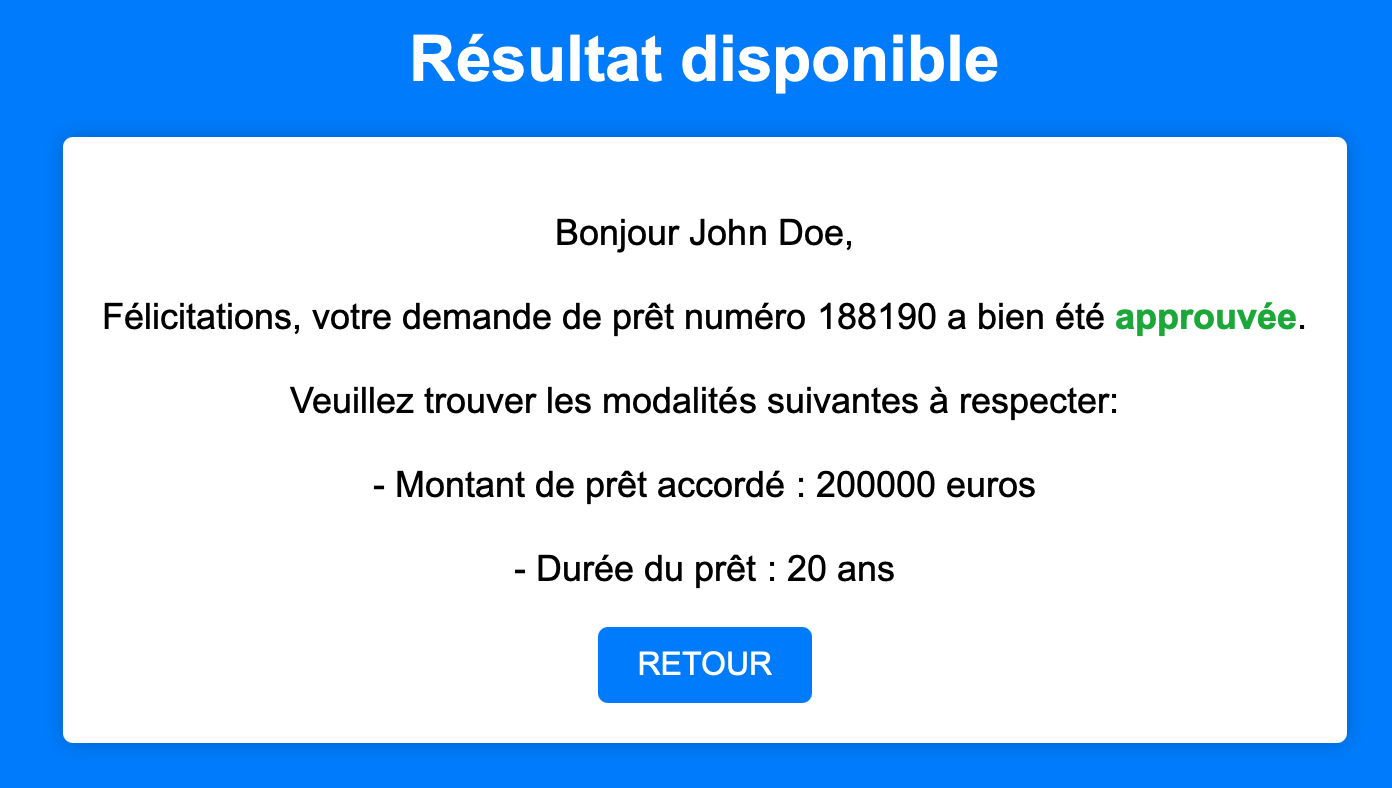 Résultat disponible
Bonjour John Doe,
Félicitations, votre demande de prêt numéro 188190 a bien été approuvée.
Veuillez trouver les modalités suivantes à respecter:
- Montant de prêt accordé : 200000 euros
- Durée du prêt : 20 ans
RETOUR